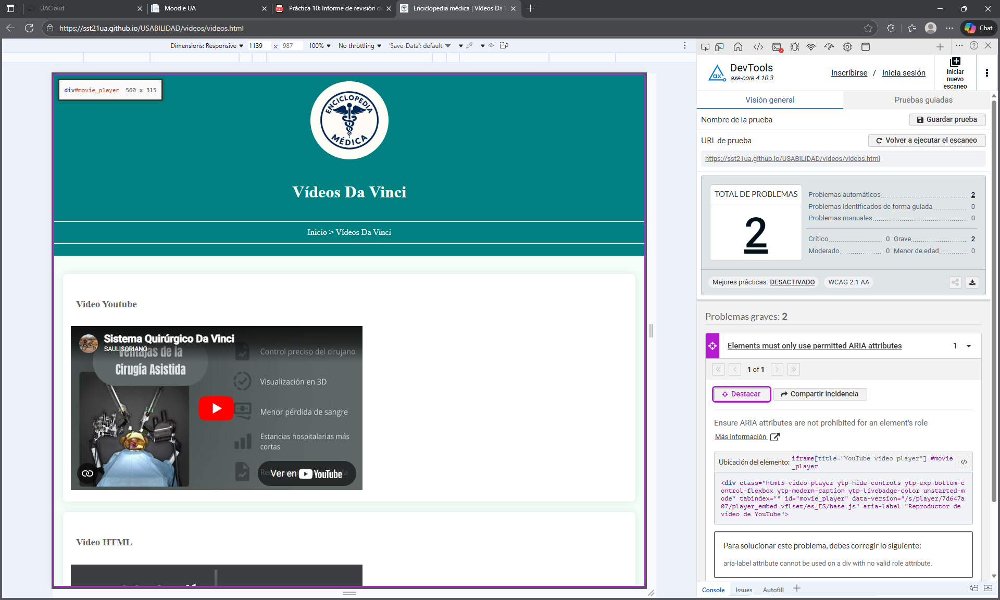 UACloud
Moodle UA
Práctica 10: Informe de revisión d
Enciclopedia médica | Vídeos Da V
https://sst21ua.github.io/USABILIDAD/videos/videos.html
Chat
Dimensions: Responsive
1139 × 987
100%
No throttling
'Save-Data': default
div#movie_player 560 x 315
ENCICLOPEDIA
MÉDICA
Vídeos Da Vinci
Inicio > Vídeos Da Vinci
Video Youtube
Sistema Quirúrgico Da Vinci
SAUL SORIANO
Ventajas de la
Cirugía Asistida
Control preciso del cirujano
Visualización en 3D
Menor pérdida de sangre
Estancias hospitalarias más
cortas
Ver en YouTube
Video HTML
DevTools
axe-core 4.10.3
Inscribirse / Inicia sesión
Iniciar
nuevo
escaneo
Visión general
Pruebas guiadas
Nombre de la prueba
Guardar prueba
URL de prueba
Volver a ejecutar el escaneo
https://sst21ua.github.io/USABILIDAD/videos/videos.html
TOTAL DE PROBLEMAS
2
Problemas automáticos 2
Problemas identificados de forma guiada 0
Problemas manuales 0
Crítico 0 Grave 2
Moderado 0 Menor de edad 0
Mejores prácticas: DESACTIVADO
WCAG 2.1 AA
Problemas graves: 2
Elements must only use permitted ARIA attributes 1
1 of 1
Destacar
Compartir incidencia
Ensure ARIA attributes are not prohibited for an element's role
Más información
Ubicación del elemento: iframe[title="YouTube video player"] #movie
_player
<div class="html5-video-player ytp-hide-controls ytp-exp-bottom-c
ontrol-flexbox ytp-modern-caption ytp-livebadge-color unstarted-m
ode" tabindex="" id="movie_player" data-version="/s/player/7d647a
07/player_embed.vflset/es_ES/base.js" aria-label="Reproductor de
vídeo de YouTube">
Para solucionar este problema, debes corregir lo siguiente:
aria-label attribute cannot be used on a div with no valid role attribute.
Console
Issues
Autofill